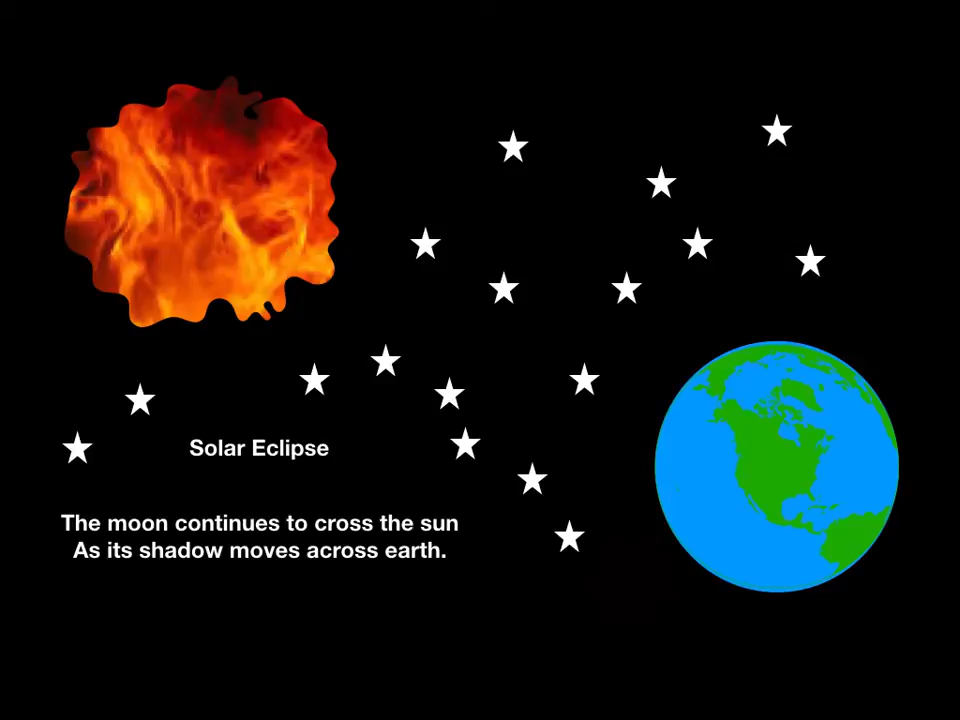 Solar Eclipse
The moon continues to cross the sun
As its shadow moves across earth.